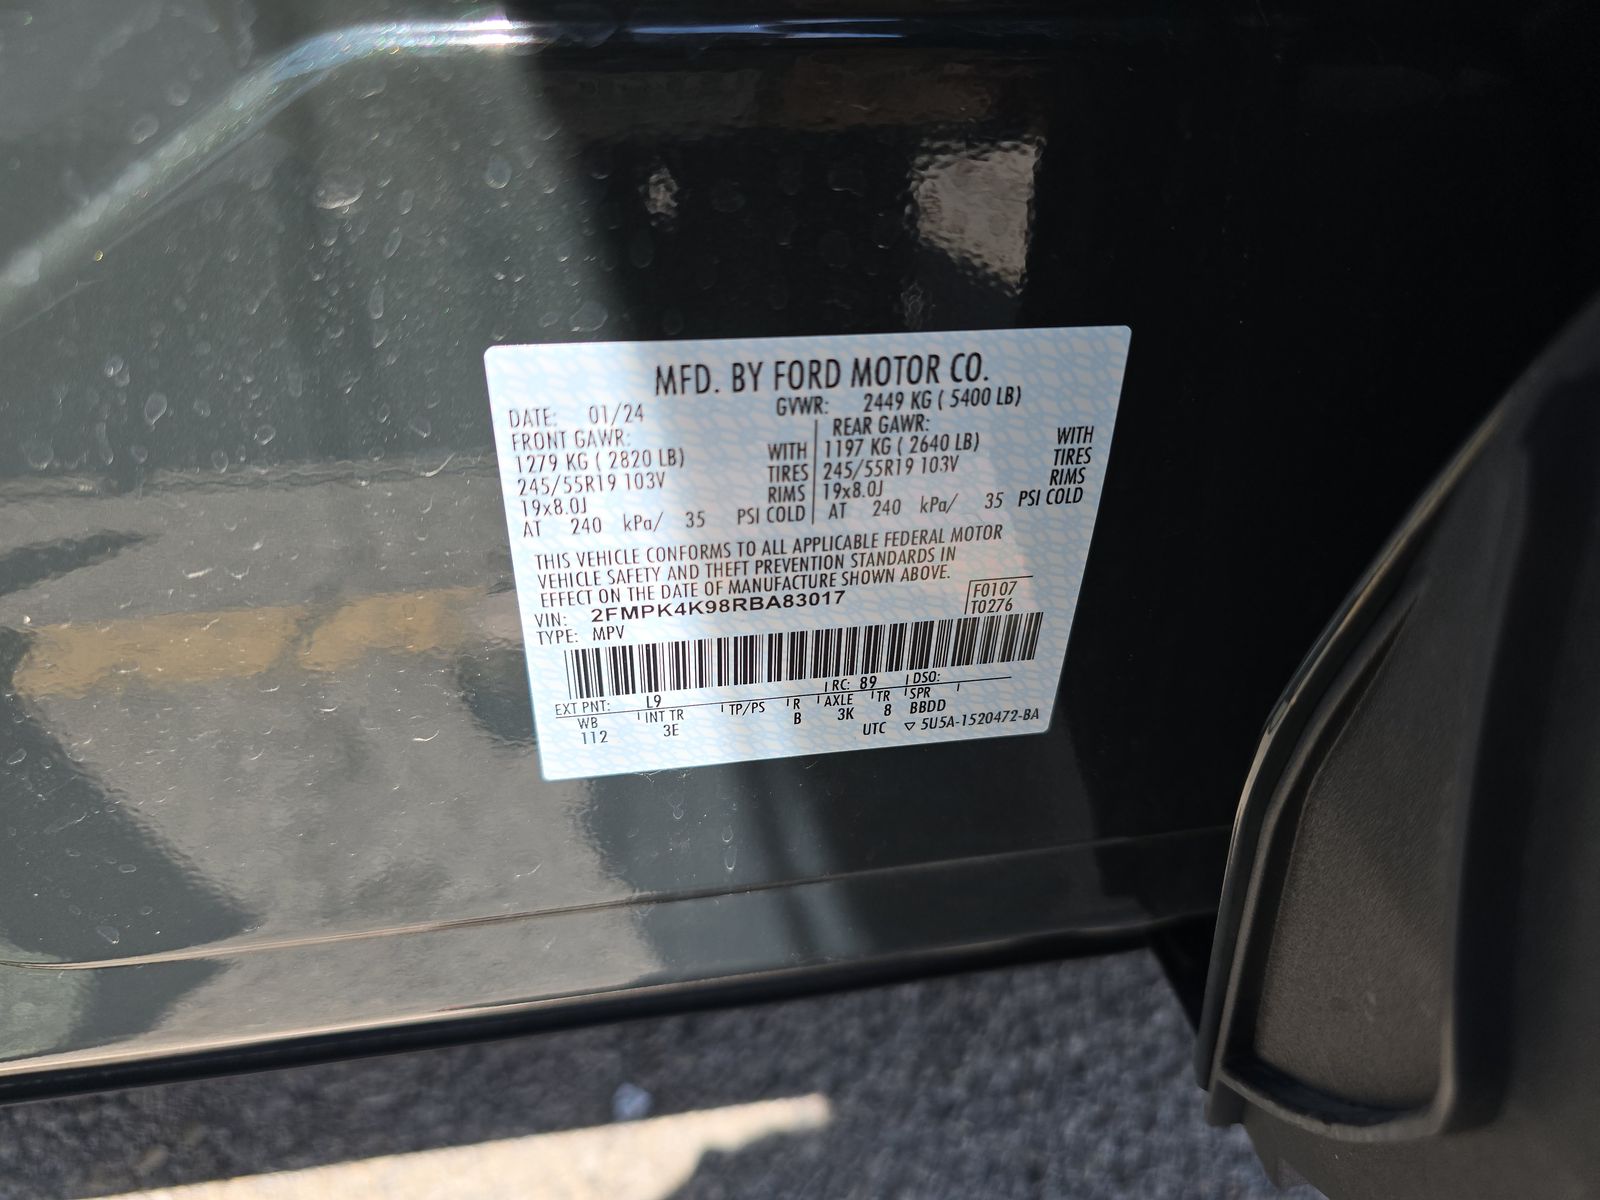 MFD. BY FORD MOTOR CO.
DATE: 01/24 GVWR: 2449 KG ( 5400 LB)
FRONT GAWR: REAR GAWR:
1279 KG ( 2820 LB) WITH 1197 KG ( 2640 LB) WITH
245/55R19 103V TIRES 245/55R19 103V TIRES
19x8.0J RIMS 19x8.0J RIMS
AT 240 kPa/ 35 PSI COLD AT 240 kPa/ 35 PSI COLD
THIS VEHICLE CONFORMS TO ALL APPLICABLE FEDERAL MOTOR
VEHICLE SAFETY AND THEFT PREVENTION STANDARDS IN
EFFECT ON THE DATE OF MANUFACTURE SHOWN ABOVE.
VIN: 2FMPK4K98RBA83017 F0107
TYPE: MPV T0276
EXT PNT: L9 RC: 89 DSO:
WB INT TR TP/PS R AXLE TR SPR
112 3E B 3K 8 BBDD
UTC ▽ 5U5A-1520472-BA